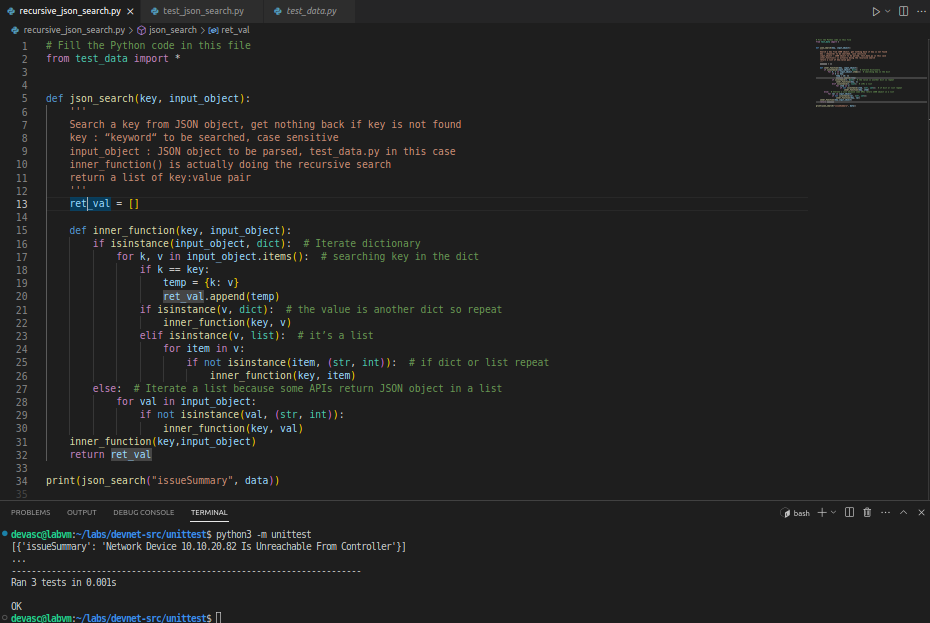 recursive_json_search.py × test_json_search.py test_data.py
recursive_json_search.py > json_search > ret_val
1 # Fill the Python code in this file
2 from test_data import *
3
4
5 def json_search(key, input_object):
6 '''
7 Search a key from JSON object, get nothing back if key is not found
8 key : “keyword” to be searched, case sensitive
9 input_object : JSON object to be parsed, test_data.py in this case
10 inner_function() is actually doing the recursive search
11 return a list of key:value pair
12 '''
13 ret_val = []
14
15 def inner_function(key, input_object):
16 if isinstance(input_object, dict): # Iterate dictionary
17 for k, v in input_object.items(): # searching key in the dict
18 if k == key:
19 temp = {k: v}
20 ret_val.append(temp)
21 if isinstance(v, dict): # the value is another dict so repeat
22 inner_function(key, v)
23 elif isinstance(v, list): # it’s a list
24 for item in v:
25 if not isinstance(item, (str, int)): # if dict or list repeat
26 inner_function(key, item)
27 else: # Iterate a list because some APIs return JSON object in a list
28 for val in input_object:
29 if not isinstance(val, (str, int)):
30 inner_function(key, val)
31 inner_function(key,input_object)
32 return ret_val
33
34 print(json_search("issueSummary", data))
35
PROBLEMS OUTPUT DEBUG CONSOLE TERMINAL bash
devasc@labvm:~/labs/devnet-src/unittest$ python3 -m unittest
[{'issueSummary': 'Network Device 10.10.20.82 Is Unreachable From Controller'}]
...
----------------------------------------------------------------------
Ran 3 tests in 0.001s

OK
devasc@labvm:~/labs/devnet-src/unittest$